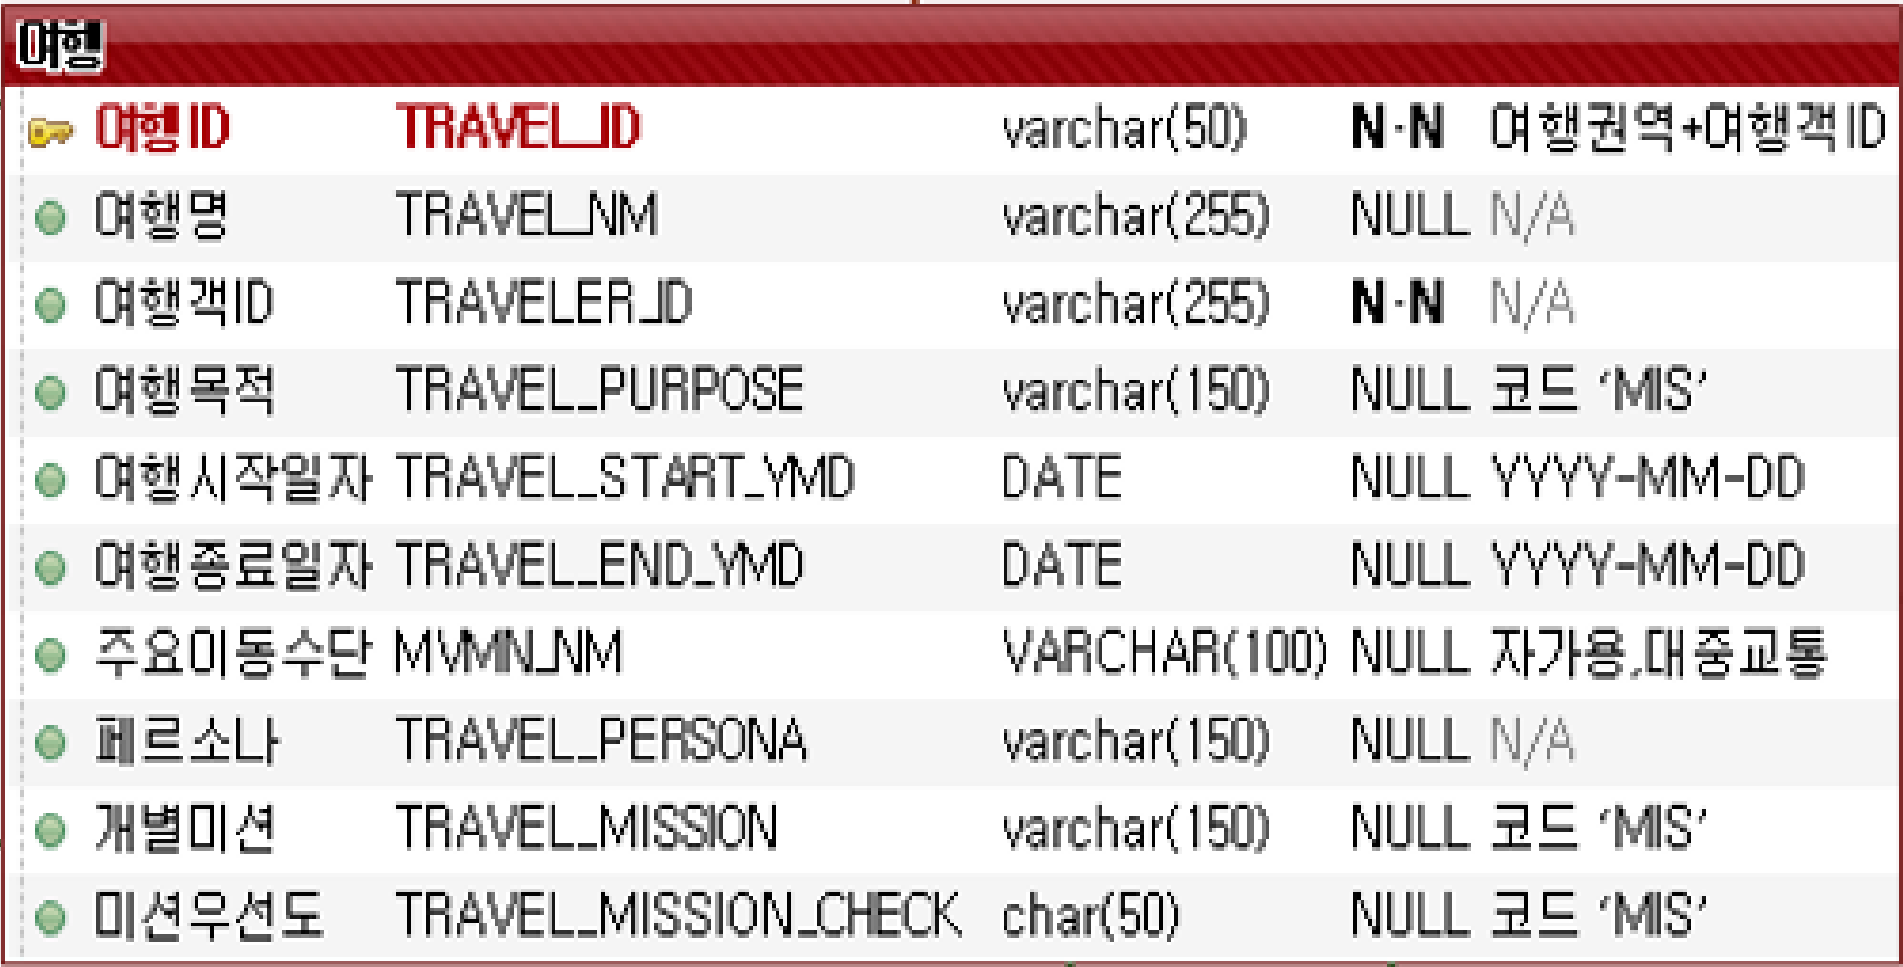 여행
여행ID TRAVEL_ID varchar(50) N-N 여행권역+여행객ID
여행명 TRAVEL_NM varchar(255) NULL N/A
여행객ID TRAVELER_ID varchar(255) N-N N/A
여행목적 TRAVEL_PURPOSE varchar(150) NULL 코드 'MIS'
여행시작일자 TRAVEL_START_YMD DATE NULL YYYY-MM-DD
여행종료일자 TRAVEL_END_YMD DATE NULL YYYY-MM-DD
주요이동수단 MVMN_NM VARCHAR(100) NULL 자가용,대중교통
페르소나 TRAVEL_PERSONA varchar(150) NULL N/A
개별미션 TRAVEL_MISSION varchar(150) NULL 코드 'MIS'
미션우선도 TRAVEL_MISSION_CHECK char(50) NULL 코드 'MIS'